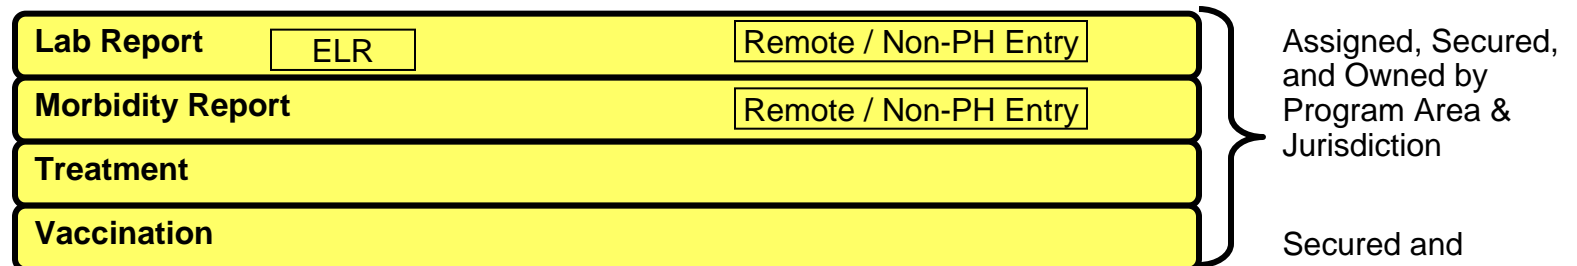 Lab Report ELR Remote / Non-PH Entry
Morbidity Report Remote / Non-PH Entry
Treatment
Vaccination
Assigned, Secured,
and Owned by
Program Area &
Jurisdiction
Secured and